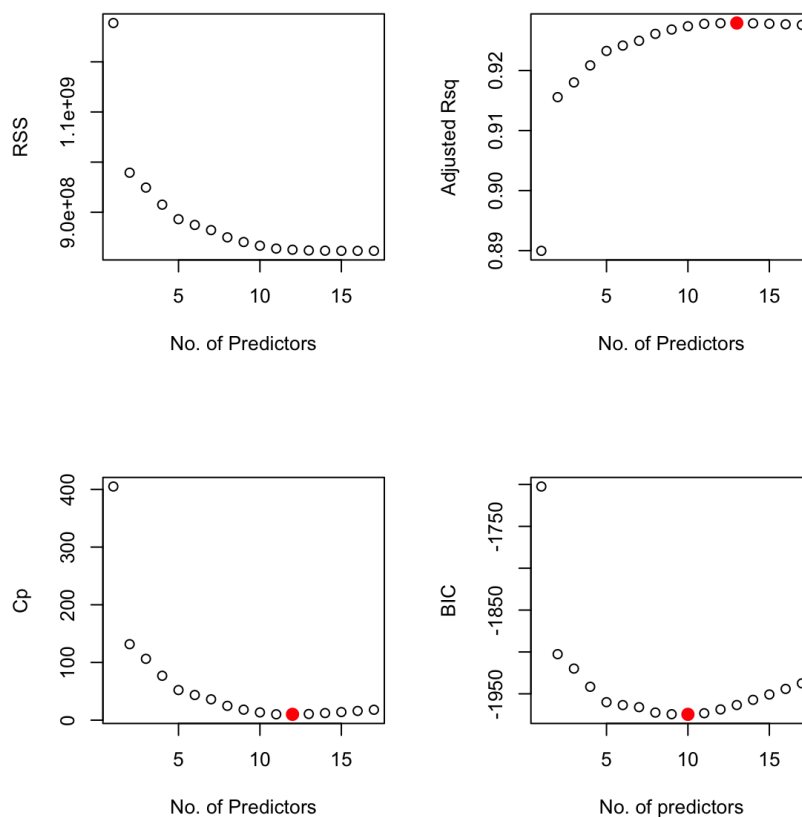 RSS
1.1e+09
9.0e+08
5 10 15
No. of Predictors
Adjusted Rsq
0.92
0.91
0.90
0.89
5 10 15
No. of Predictors
Cp
400
300
200
100
0
5 10 15
No. of Predictors
BIC
-1750
-1850
-1950
5 10 15
No. of predictors